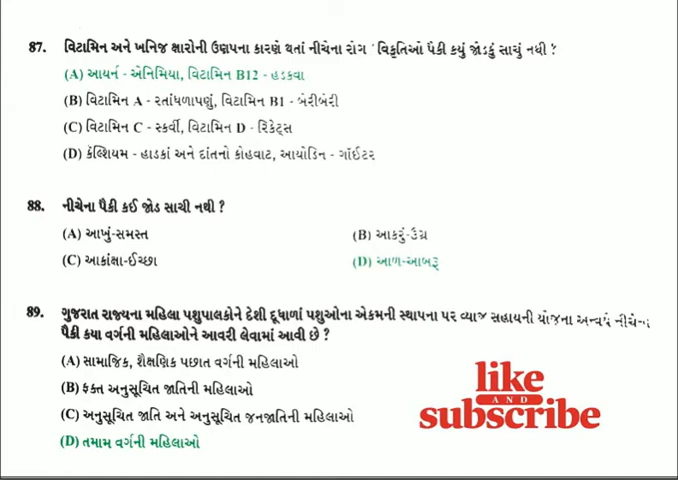 87. વિટામિન અને ખનિજ ક્ષારોની ઉણપના કારણે થતાં નીચેના રોગ વિકૃતિઓ પૈકી કયું જોડકું સાચું નથી ?
(A) આયર્ન - એનિમિયા, વિટામિન B12 - હડકવા
(B) વિટામિન A - રતાંધળાપણું, વિટામિન B1 - બેરીબેરી
(C) વિટામિન C - સ્કર્વી, વિટામિન D - રિકેટ્સ
(D) કેલ્શિયમ - હાડકાં અને દાંતનો કોહવાટ, આયોડિન - ગૉઈટર
88. નીચેના પૈકી કઈ જોડ સાચી નથી ?
(A) આખું-સમસ્ત (B) આકરું-ઉગ્ર
(C) આકાંક્ષા-ઈચ્છા (D) આળ-આબરૂ
89. ગુજરાત રાજ્યના મહિલા પશુપાલકોને દેશી દૂધાળાં પશુઓના એકમની સ્થાપના પર વ્યાજ સહાયની યોજના અન્વયે નીચેના
પૈકી કયા વર્ગની મહિલાઓને આવરી લેવામાં આવી છે ?
(A) સામાજિક, શૈક્ષણિક પછાત વર્ગની મહિલાઓ
(B) ફક્ત અનુસૂચિત જાતિની મહિલાઓ
(C) અનુસૂચિત જાતિ અને અનુસૂચિત જનજાતિની મહિલાઓ
(D) તમામ વર્ગની મહિલાઓ
like
AND
subscribe